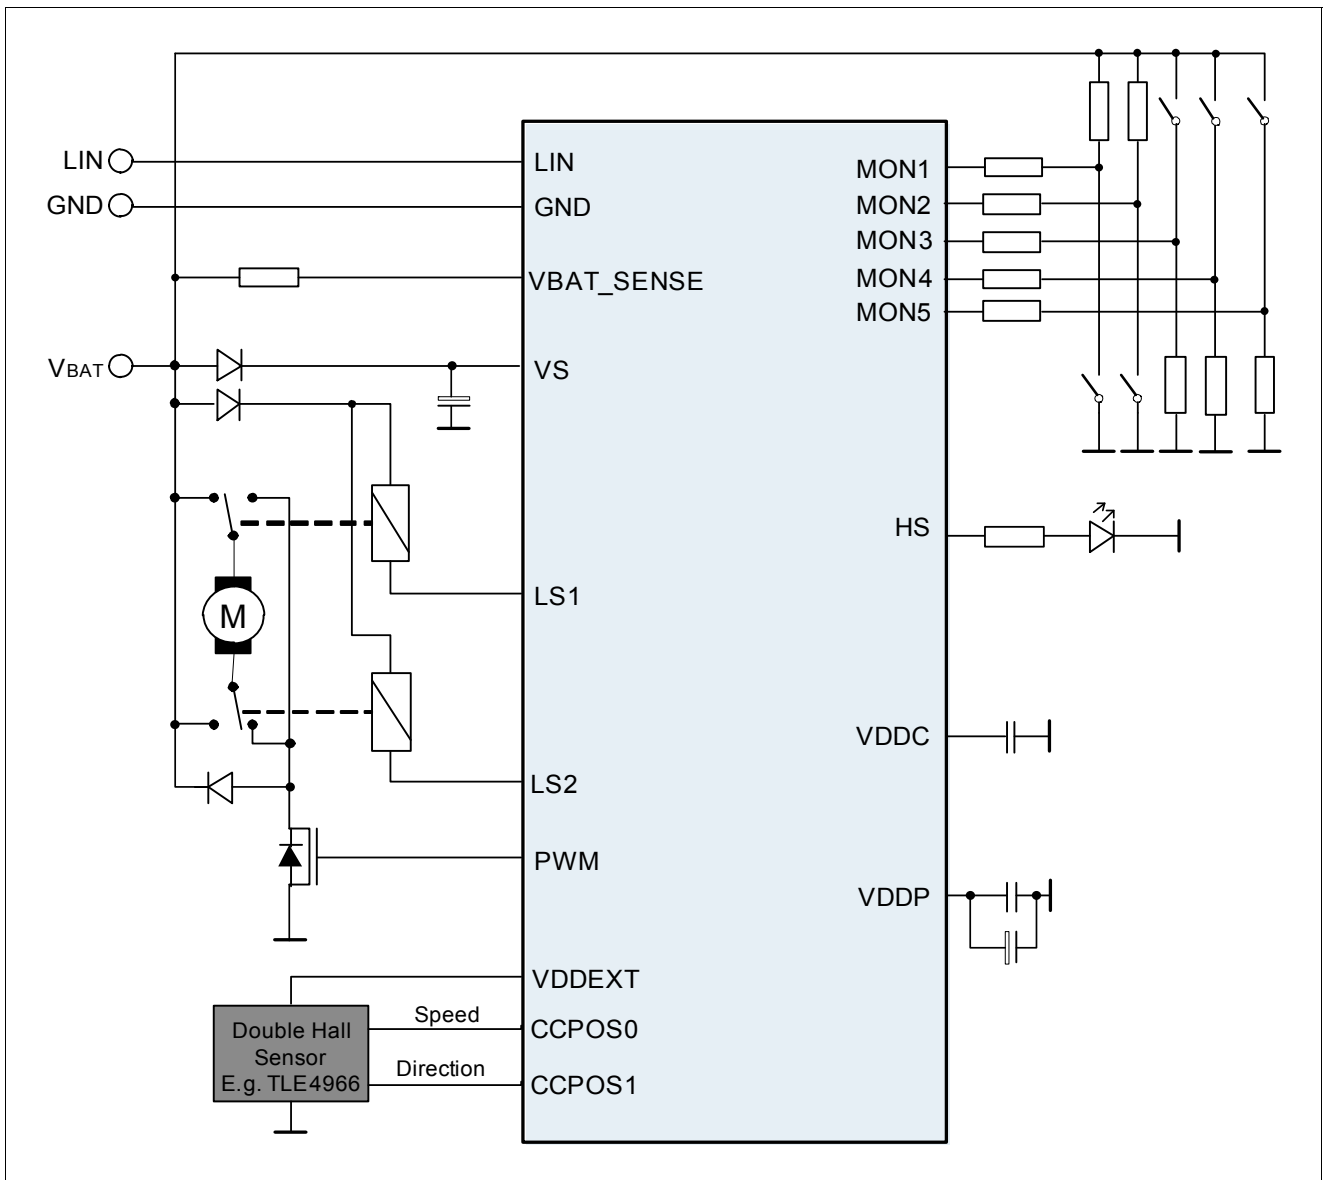 LIN
GND
VBAT
LIN
GND
VBAT_SENSE
VS
LS1
LS2
PWM
VDDEXT
CCPOS0
CCPOS1
MON1
MON2
MON3
MON4
MON5
HS
VDDC
VDDP
M
Speed
Direction
Double Hall
Sensor
E.g. TLE4966